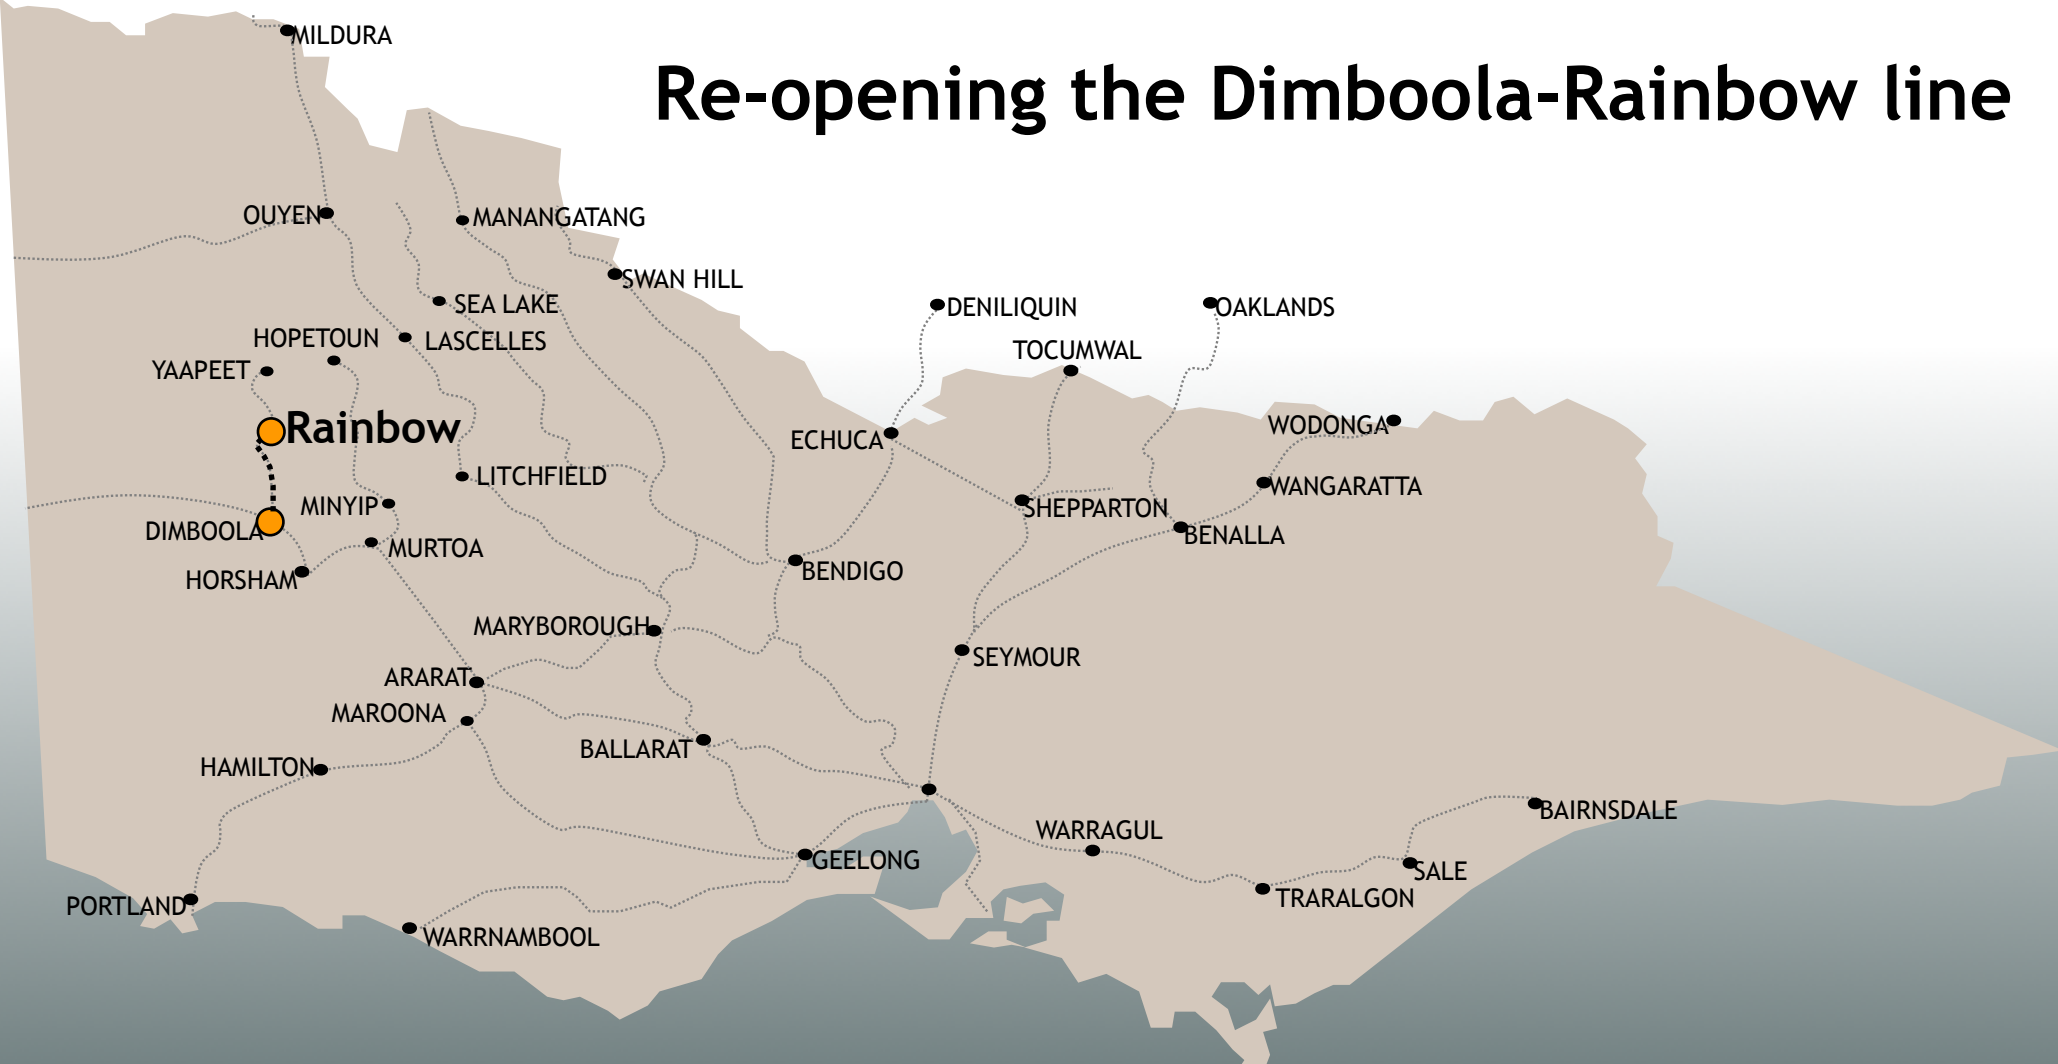 MILDURA
Re-opening the Dimboola-Rainbow line
OUYEN
MANANGATANG
SWAN HILL
SEA LAKE
DENILIQUIN
OAKLANDS
HOPETOUN
LASCELLES
TOCUMWAL
YAAPEET
Rainbow
WODONGA
ECHUCA
LITCHFIELD
WANGARATTA
MINYIP
SHEPPARTON
DIMBOOLA
BENALLA
MURTOA
BENDIGO
HORSHAM
MARYBOROUGH
SEYMOUR
ARARAT
MAROONA
BALLARAT
HAMILTON
BAIRNSDALE
WARRAGUL
GEELONG
SALE
TRARALGON
PORTLAND
WARRNAMBOOL